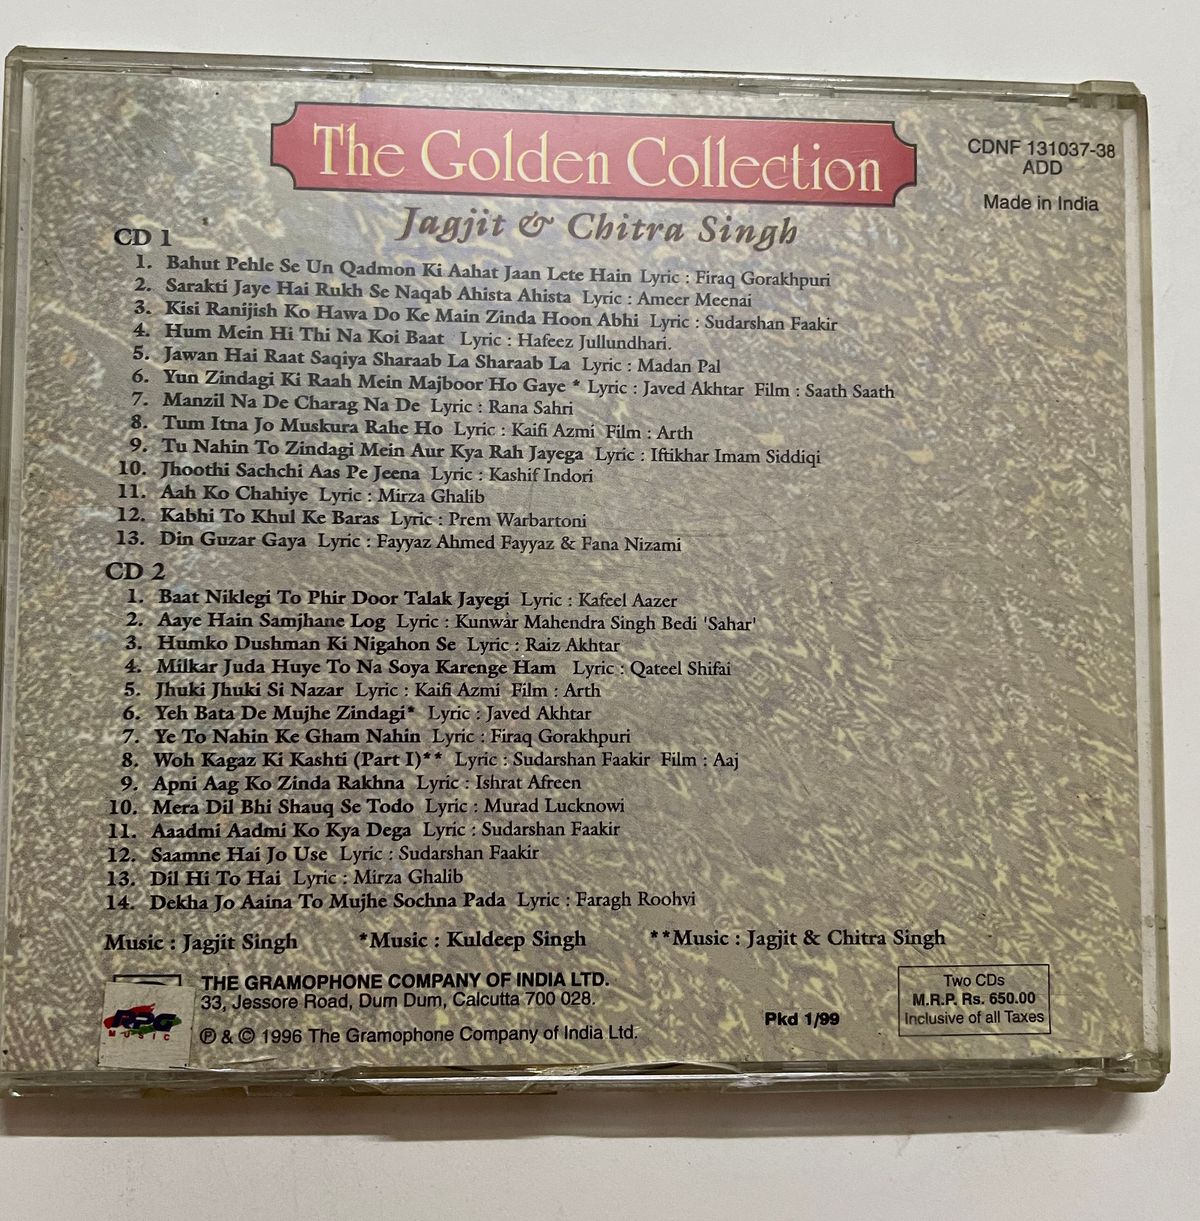 The Golden Collection
CDNF 131037-38
ADD
Made in India
Jagjit & Chitra Singh
CD 1
1. Bahut Pehle Se Un Qadmon Ki Aahat Jaan Lete Hain Lyric : Firaq Gorakhpuri
2. Sarakti Jaye Hai Rukh Se Naqab Ahista Ahista Lyric : Ameer Meenai
3. Kisi Ranijish Ko Hawa Do Ke Main Zinda Hoon Abhi Lyric : Sudarshan Faakir
4. Hum Mein Hi Thi Na Koi Baat Lyric : Hafeez Jullundhari.
5. Jawan Hai Raat Saqiya Sharaab La Sharaab La Lyric : Madan Pal
6. Yun Zindagi Ki Raah Mein Majboor Ho Gaye * Lyric : Javed Akhtar Film : Saath Saath
7. Manzil Na De Charag Na De Lyric : Rana Sahri
8. Tum Itna Jo Muskura Rahe Ho Lyric : Kaifi Azmi Film : Arth
9. Tu Nahin To Zindagi Mein Aur Kya Rah Jayega Lyric : Iftikhar Imam Siddiqi
10. Jhoothi Sachchi Aas Pe Jeena Lyric : Kashif Indori
11. Aah Ko Chahiye Lyric : Mirza Ghalib
12. Kabhi To Khul Ke Baras Lyric : Prem Warbartoni
13. Din Guzar Gaya Lyric : Fayyaz Ahmed Fayyaz & Fana Nizami
CD 2
1. Baat Niklegi To Phir Door Talak Jayegi Lyric : Kafeel Aazer
2. Aaye Hain Samjhane Log Lyric : Kunwar Mahendra Singh Bedi 'Sahar'
3. Humko Dushman Ki Nigahon Se Lyric : Raiz Akhtar
4. Milkar Juda Huye To Na Soya Karenge Ham Lyric : Qateel Shifai
5. Jhuki Jhuki Si Nazar Lyric : Kaifi Azmi Film : Arth
6. Yeh Bata De Mujhe Zindagi* Lyric : Javed Akhtar
7. Ye To Nahin Ke Gham Nahin Lyric : Firaq Gorakhpuri
8. Woh Kagaz Ki Kashti (Part I)** Lyric : Sudarshan Faakir Film : Aaj
9. Apni Aag Ko Zinda Rakhna Lyric : Ishrat Afreen
10. Mera Dil Bhi Shauq Se Todo Lyric : Murad Lucknowi
11. Aaadmi Aadmi Ko Kya Dega Lyric : Sudarshan Faakir
12. Saamne Hai Jo Use Lyric : Sudarshan Faakir
13. Dil Hi To Hai Lyric : Mirza Ghalib
14. Dekha Jo Aaina To Mujhe Sochna Pada Lyric : Faragh Roohvi
Music : Jagjit Singh *Music : Kuldeep Singh **Music : Jagjit & Chitra Singh
THE GRAMOPHONE COMPANY OF INDIA LTD.
33, Jessore Road, Dum Dum, Calcutta 700 028.
℗ & © 1996 The Gramophone Company of India Ltd.
RPG
MUSIC
Pkd 1/99
Two CDs
M.R.P. Rs. 650.00
Inclusive of all Taxes